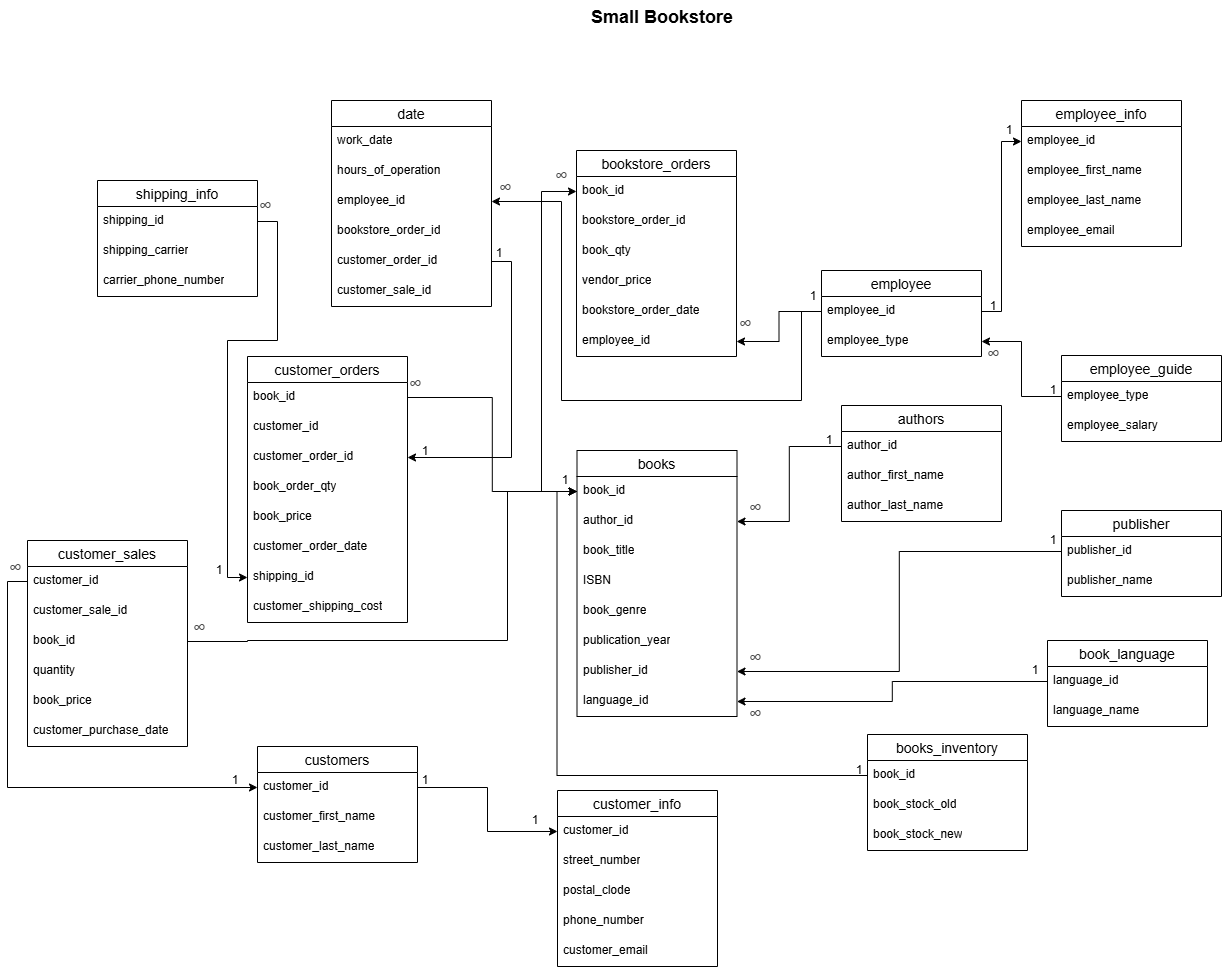 Small Bookstore
date
work_date
hours_of_operation
employee_id
bookstore_order_id
customer_order_id
customer_sale_id
∞
1
bookstore_orders
book_id
bookstore_order_id
book_qty
vendor_price
bookstore_order_date
employee_id
∞
∞
employee_info
employee_id
employee_first_name
employee_last_name
employee_email
1
shipping_info
shipping_id
shipping_carrier
carrier_phone_number
∞
employee
employee_id
employee_type
1
1
∞
employee_guide
employee_type
employee_salary
1
customer_orders
book_id
customer_id
customer_order_id
book_order_qty
book_price
customer_order_date
shipping_id
customer_shipping_cost
∞
1
1
authors
author_id
author_first_name
author_last_name
1
books
book_id
author_id
book_title
ISBN
book_genre
publication_year
publisher_id
language_id
1
∞
∞
∞
publisher
publisher_id
publisher_name
1
customer_sales
customer_id
customer_sale_id
book_id
quantity
book_price
customer_purchase_date
∞
∞
book_language
language_id
language_name
1
books_inventory
book_id
book_stock_old
book_stock_new
1
customers
customer_id
customer_first_name
customer_last_name
1
1
customer_info
customer_id
street_number
postal_clode
phone_number
customer_email
1